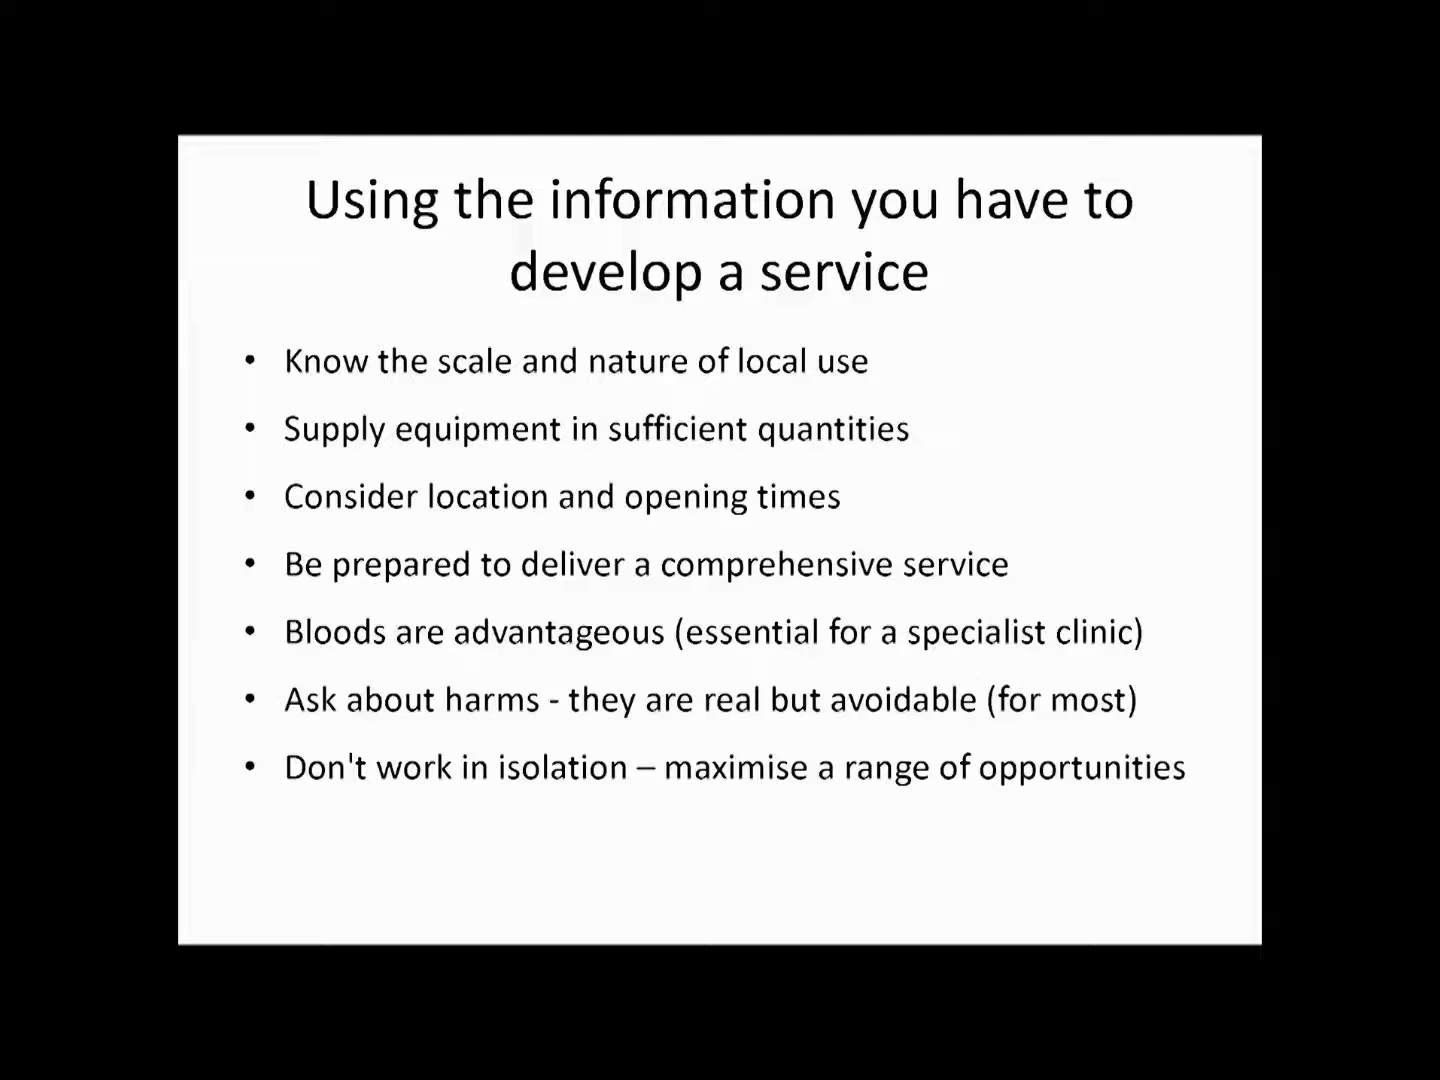 Using the information you have to
develop a service
• Know the scale and nature of local use
• Supply equipment in sufficient quantities
• Consider location and opening times
• Be prepared to deliver a comprehensive service
• Bloods are advantageous (essential for a specialist clinic)
• Ask about harms - they are real but avoidable (for most)
• Don't work in isolation – maximise a range of opportunities